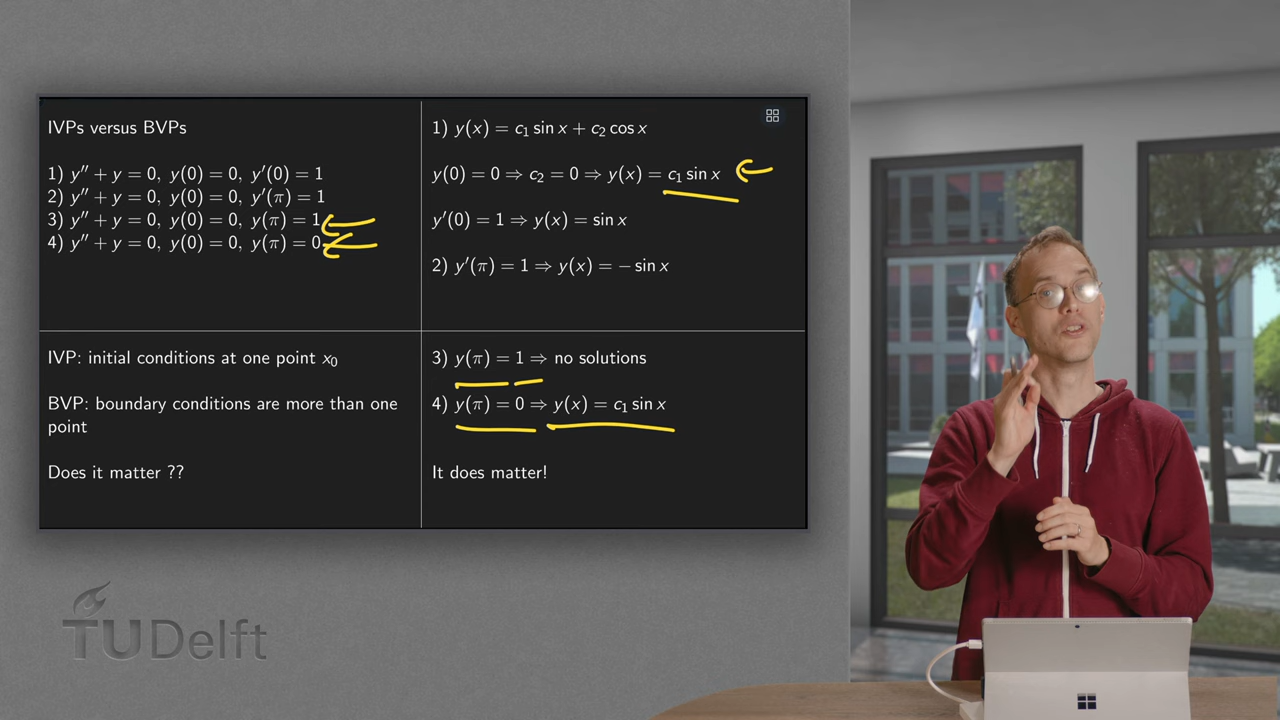 IVPs versus BVPs
1) y″ + y = 0, y(0) = 0, y′(0) = 1
2) y″ + y = 0, y(0) = 0, y′(π) = 1
3) y″ + y = 0, y(0) = 0, y(π) = 1
4) y″ + y = 0, y(0) = 0, y(π) = 0
1) y(x) = c₁ sin x + c₂ cos x
y(0) = 0 ⇒ c₂ = 0 ⇒ y(x) = c₁ sin x
y′(0) = 1 ⇒ y(x) = sin x
2) y′(π) = 1 ⇒ y(x) = − sin x
IVP: initial conditions at one point x₀
BVP: boundary conditions are more than one
point
Does it matter ??
3) y(π) = 1 ⇒ no solutions
4) y(π) = 0 ⇒ y(x) = c₁ sin x
It does matter!
TUDelft